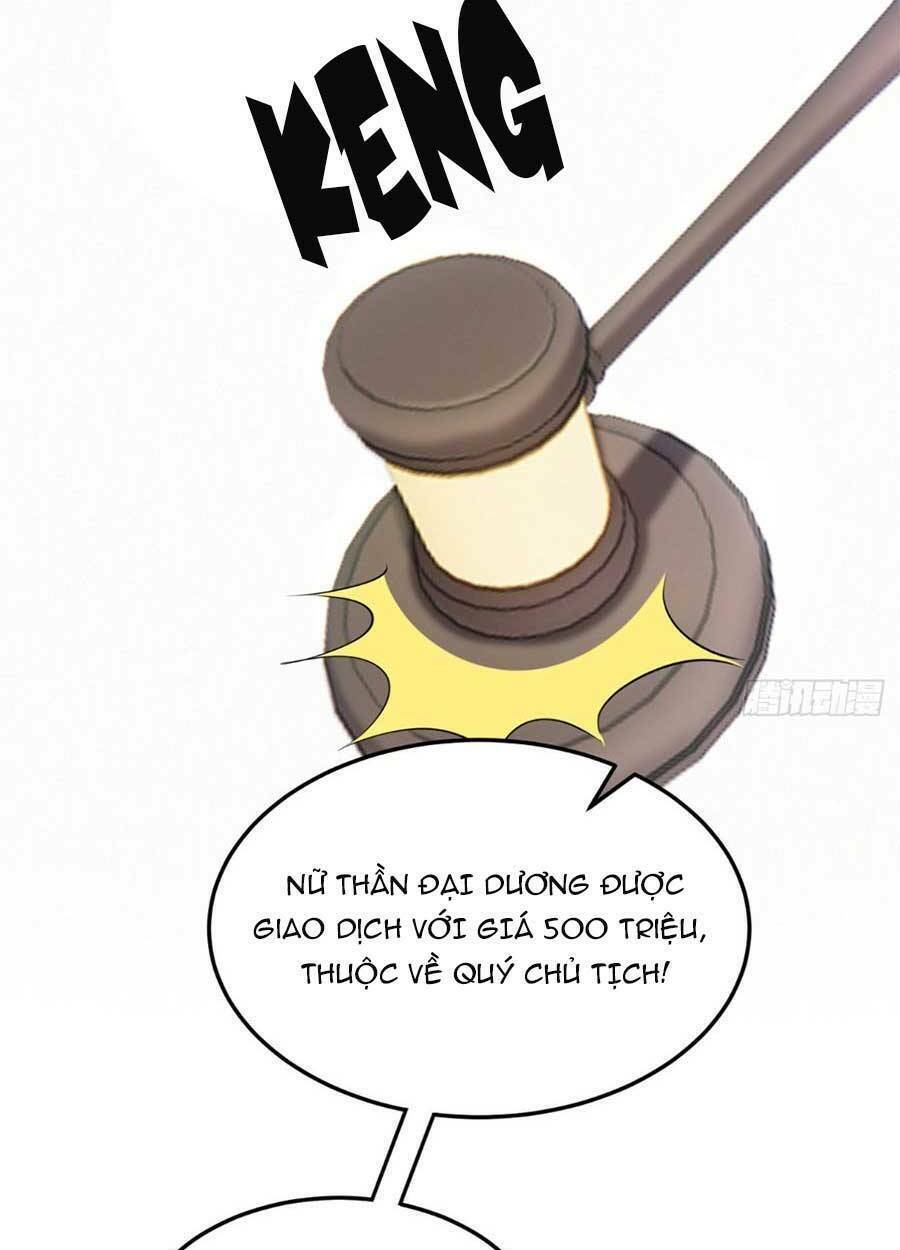 KENG
腾讯动漫
NỮ THẦN ĐẠI DƯƠNG ĐƯỢC
GIAO DỊCH VỚI GIÁ 500 TRIỆU,
THUỘC VỀ QUÝ CHỦ TỊCH!